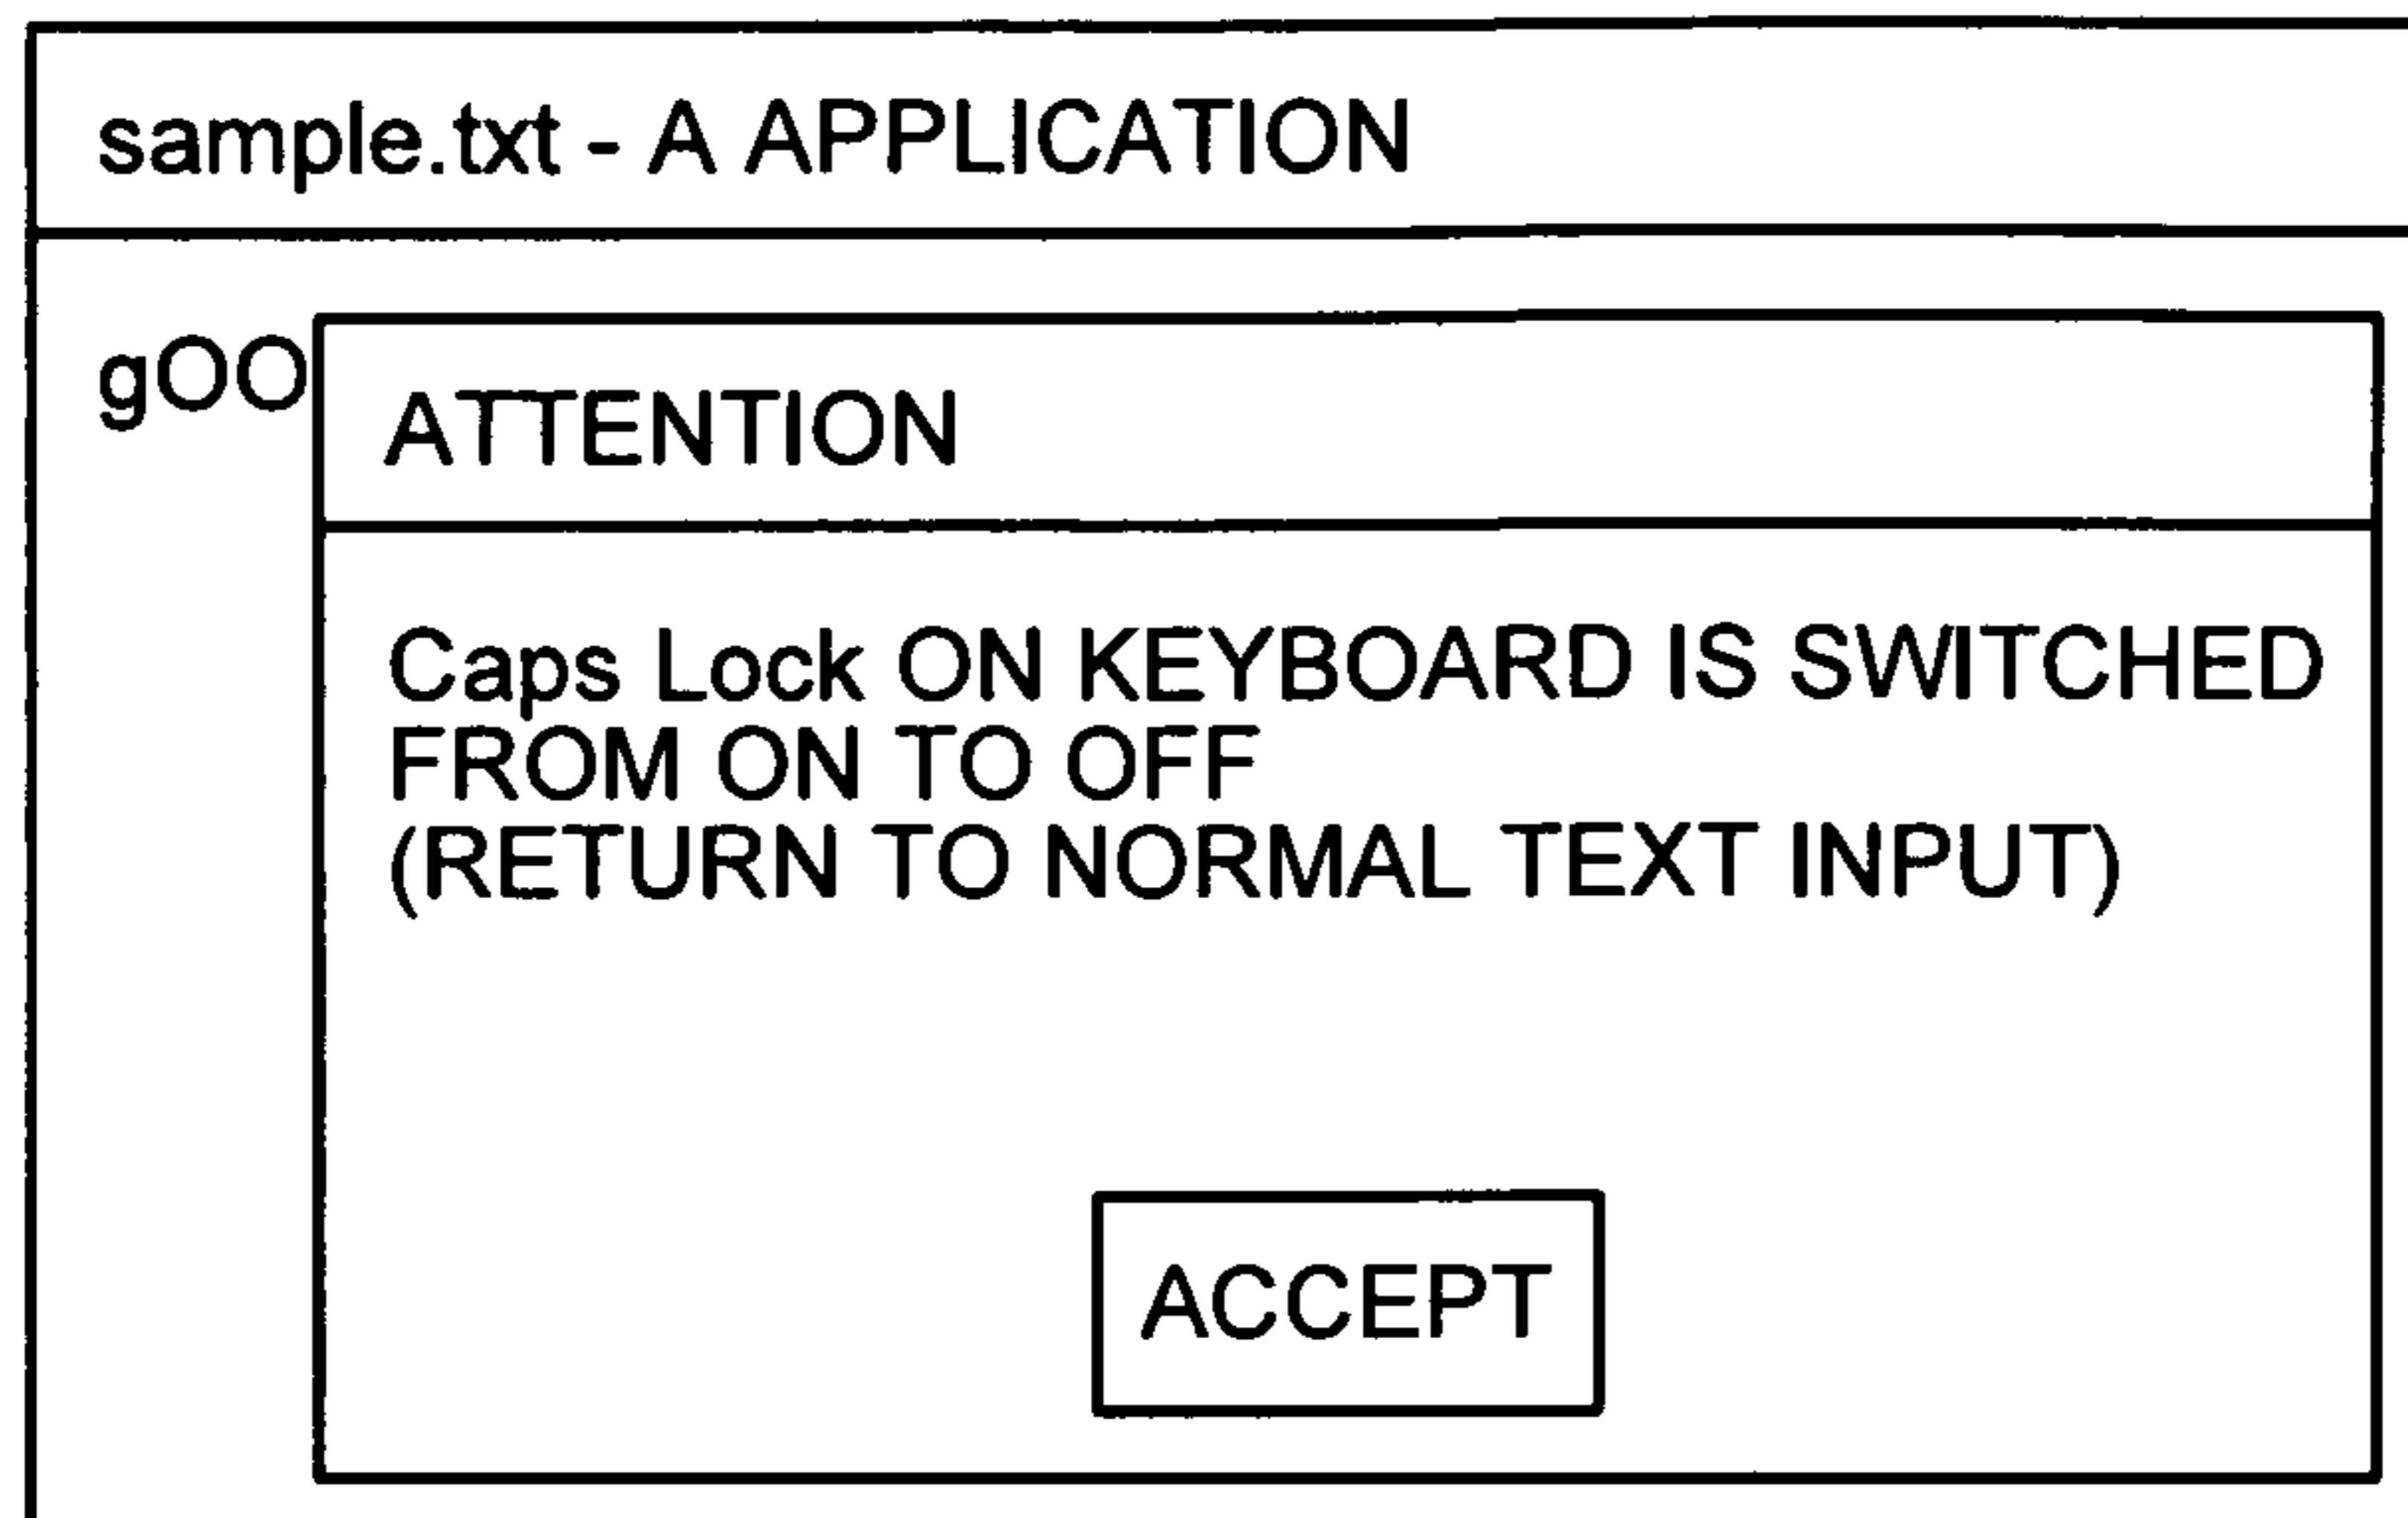 sample.txt - A APPLICATION
gOO
ATTENTION
Caps Lock ON KEYBOARD IS SWITCHED
FROM ON TO OFF
(RETURN TO NORMAL TEXT INPUT)
ACCEPT